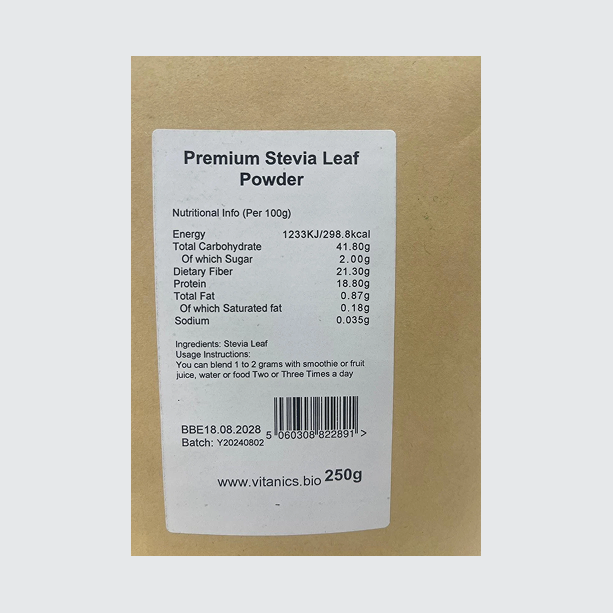 Premium Stevia Leaf
Powder
Nutritional Info (Per 100g)
Energy 1233KJ/298.8kcal
Total Carbohydrate 41.80g
Of which Sugar 2.00g
Dietary Fiber 21.30g
Protein 18.80g
Total Fat 0.87g
Of which Saturated fat 0.18g
Sodium 0.035g
Ingredients: Stevia Leaf
Usage Instructions:
You can blend 1 to 2 grams with smoothie or fruit
juice, water or food Two or Three Times a day
BBE18.08.2028
5 060308 822891 >
Batch: Y20240802
www.vitanics.bio 250g